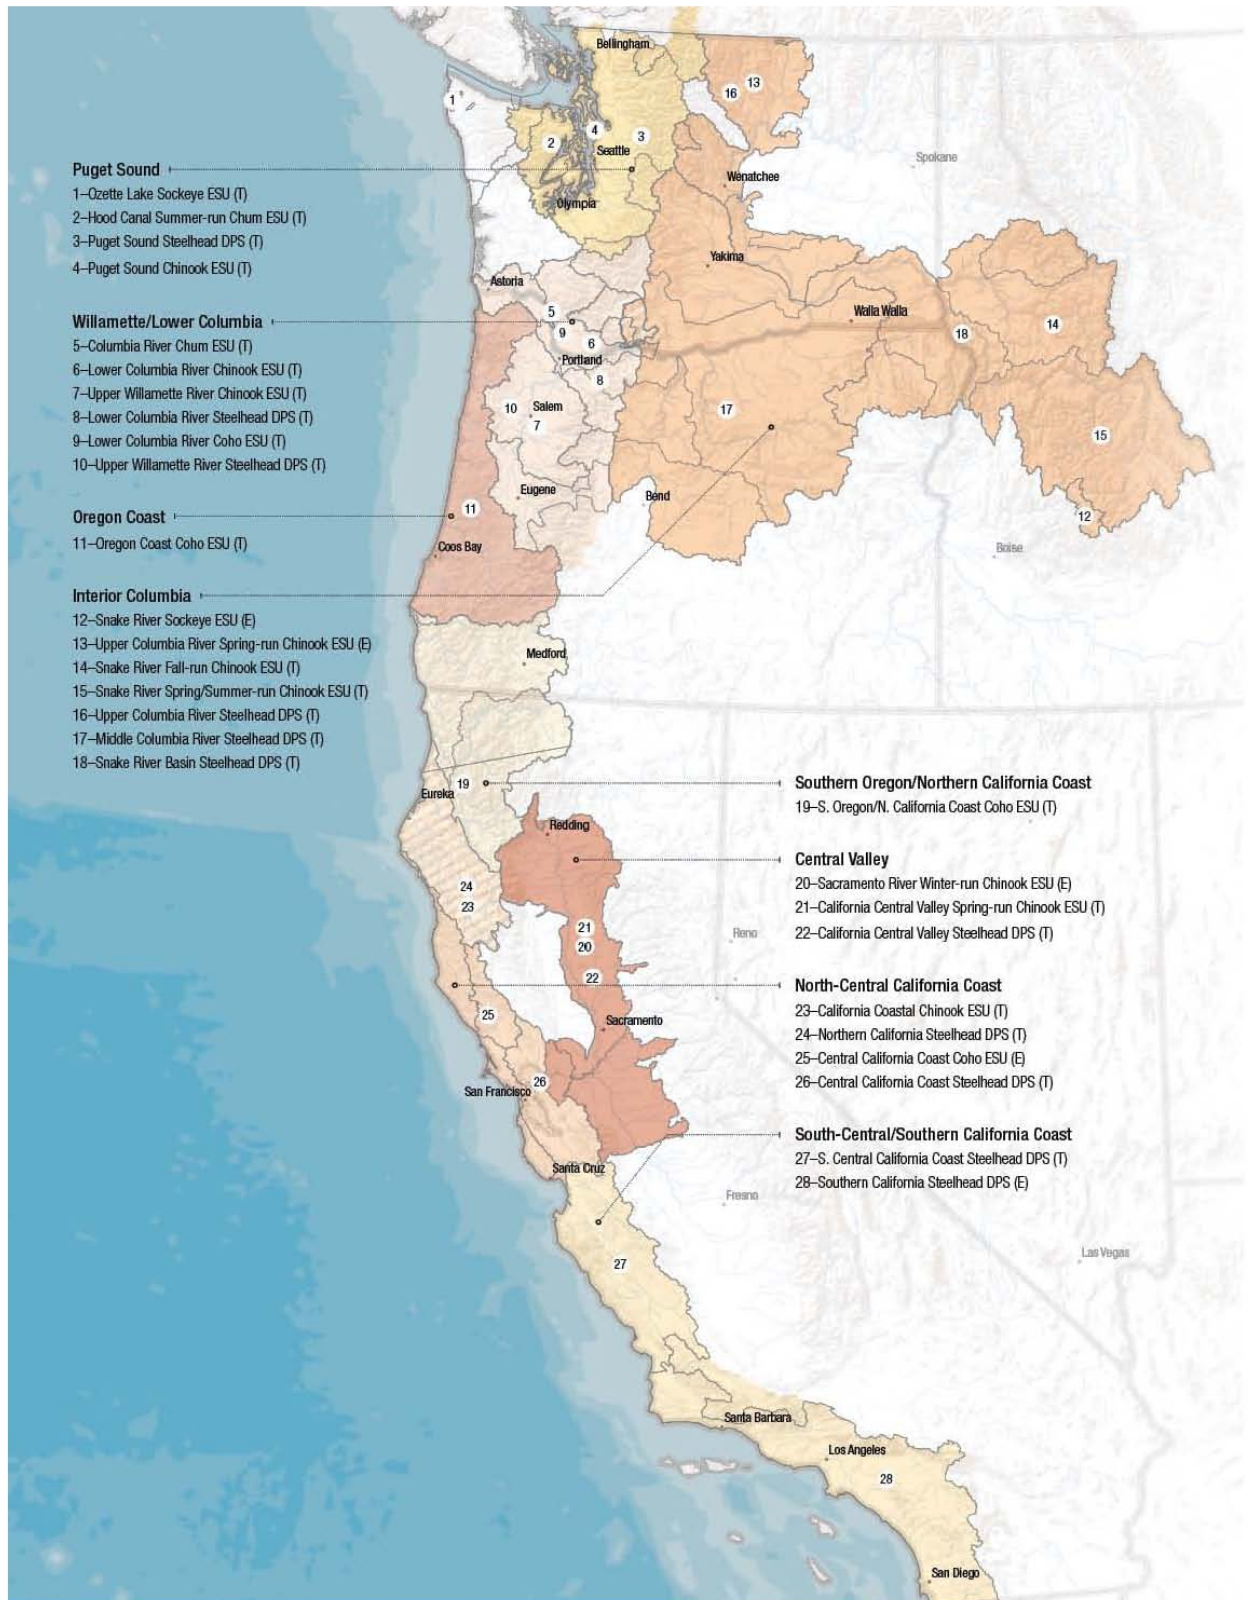 Bellingham
13
16
1
4
2
3
Seattle
Spokane
Puget Sound
1–Ozette Lake Sockeye ESU (T)
2–Hood Canal Summer-run Chum ESU (T)
3–Puget Sound Steelhead DPS (T)
4–Puget Sound Chinook ESU (T)
Wenatchee
Olympia
Yakima
Astoria
Walla Walla
5
9
6
Portland
8
18
14
Willamette/Lower Columbia
5–Columbia River Chum ESU (T)
6–Lower Columbia River Chinook ESU (T)
7–Upper Willamette River Chinook ESU (T)
8–Lower Columbia River Steelhead DPS (T)
9–Lower Columbia River Coho ESU (T)
10–Upper Willamette River Steelhead DPS (T)
10
Salem
7
17
15
Eugene
Bend
12
Boise
Oregon Coast
11–Oregon Coast Coho ESU (T)
11
Coos Bay
Interior Columbia
12–Snake River Sockeye ESU (E)
13–Upper Columbia River Spring-run Chinook ESU (E)
14–Snake River Fall-run Chinook ESU (T)
15–Snake River Spring/Summer-run Chinook ESU (T)
16–Upper Columbia River Steelhead DPS (T)
17–Middle Columbia River Steelhead DPS (T)
18–Snake River Basin Steelhead DPS (T)
Medford
19
Eureka
Southern Oregon/Northern California Coast
19–S. Oregon/N. California Coast Coho ESU (T)
Redding
Central Valley
20–Sacramento River Winter-run Chinook ESU (E)
21–California Central Valley Spring-run Chinook ESU (T)
22–California Central Valley Steelhead DPS (T)
24
23
21
20
22
Reno
North-Central California Coast
23–California Coastal Chinook ESU (T)
24–Northern California Steelhead DPS (T)
25–Central California Coast Coho ESU (E)
26–Central California Coast Steelhead DPS (T)
25
Sacramento
26
San Francisco
South-Central/Southern California Coast
27–S. Central California Coast Steelhead DPS (T)
28–Southern California Steelhead DPS (E)
Santa Cruz
Fresno
27
Las Vegas
Santa Barbara
Los Angeles
28
San Diego